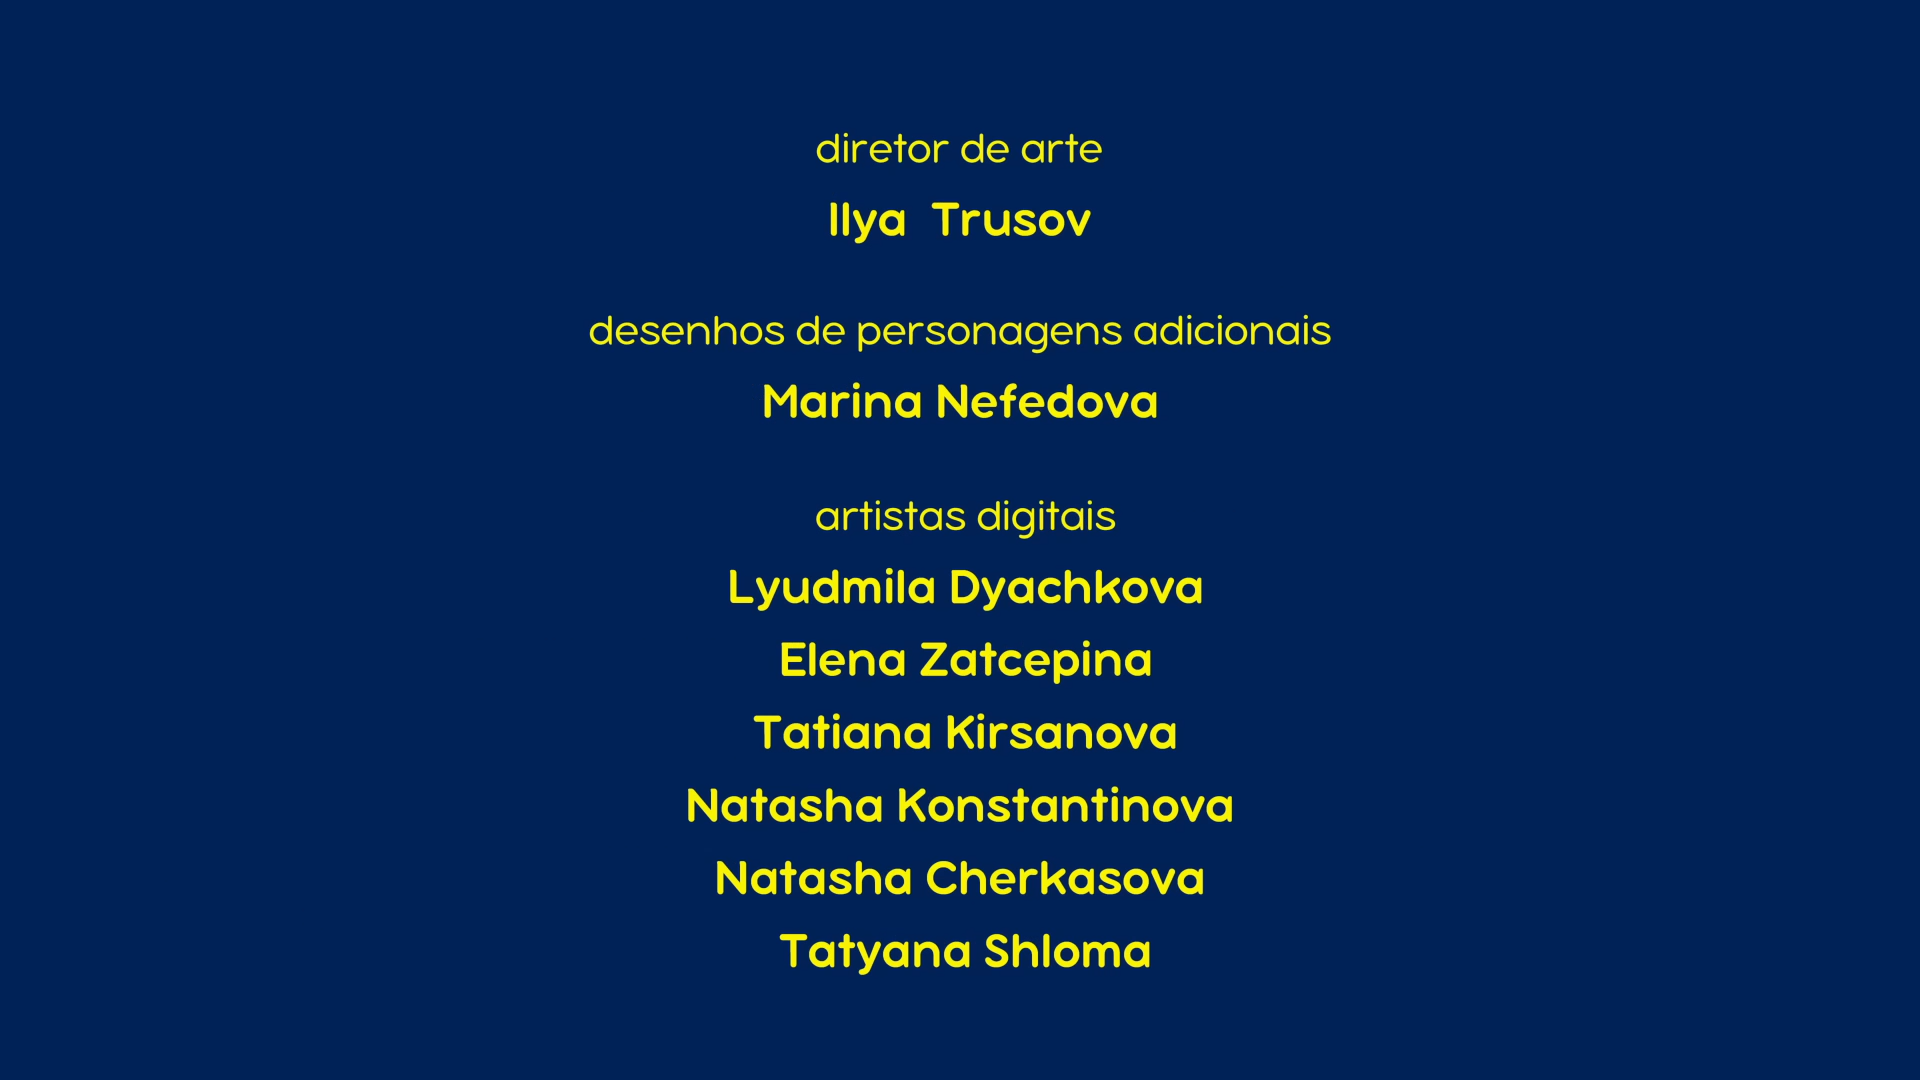 diretor de arte
Ilya  Trusov
desenhos de personagens adicionais
Marina Nefedova
artistas digitais
Lyudmila Dyachkova
Elena Zatcepina
Tatiana Kirsanova
Natasha Konstantinova
Natasha Cherkasova
Tatyana Shloma